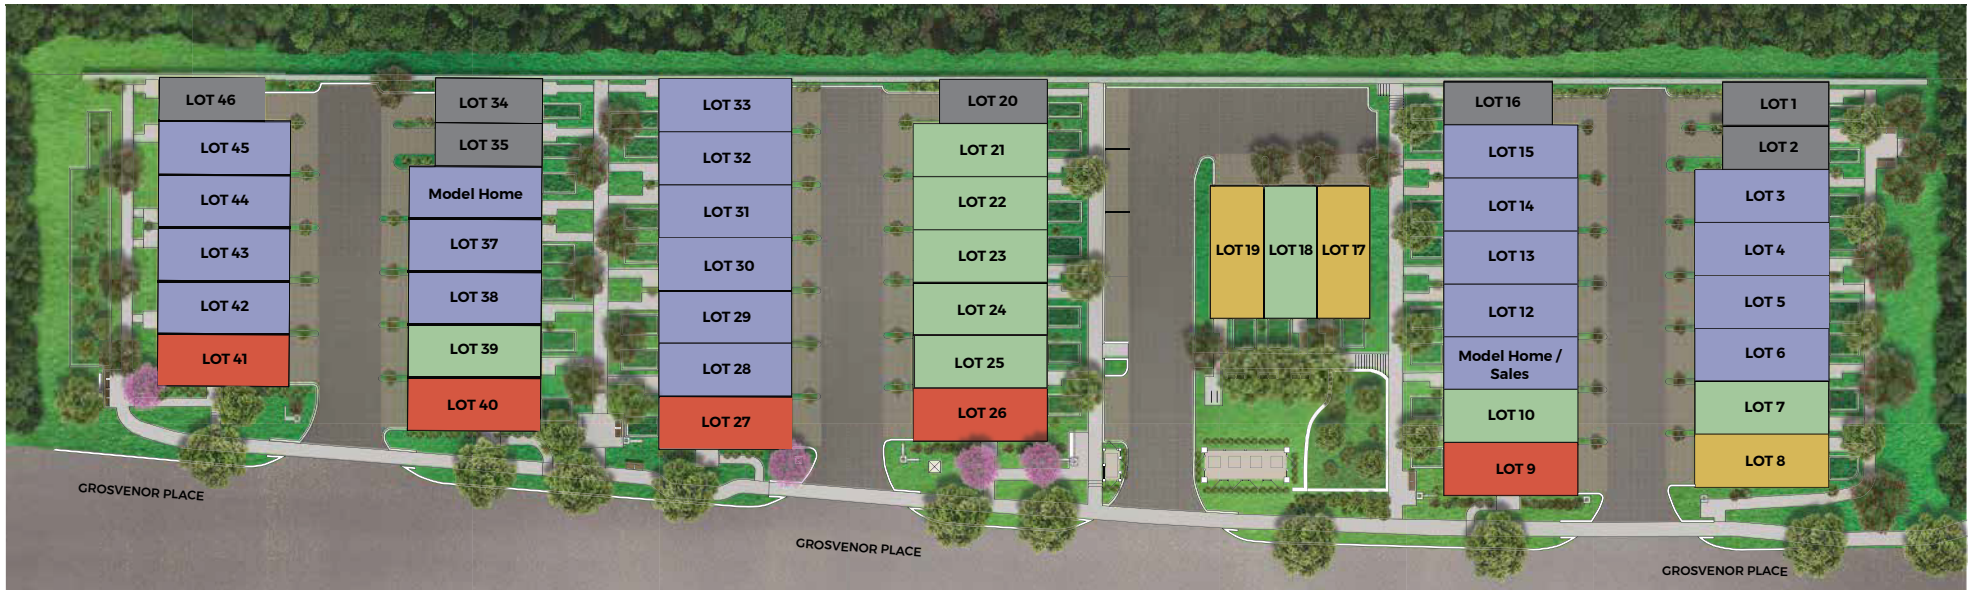 LOT 46
LOT 45
LOT 44
LOT 43
LOT 42
LOT 41
LOT 34
LOT 35
Model Home
LOT 37
LOT 38
LOT 39
LOT 40
LOT 33
LOT 32
LOT 31
LOT 30
LOT 29
LOT 28
LOT 27
LOT 20
LOT 21
LOT 22
LOT 23
LOT 24
LOT 25
LOT 26
LOT 19
LOT 18
LOT 17
LOT 16
LOT 15
LOT 14
LOT 13
LOT 12
Model Home /
Sales
LOT 10
LOT 9
LOT 1
LOT 2
LOT 3
LOT 4
LOT 5
LOT 6
LOT 7
LOT 8
GROSVENOR PLACE
GROSVENOR PLACE
GROSVENOR PLACE